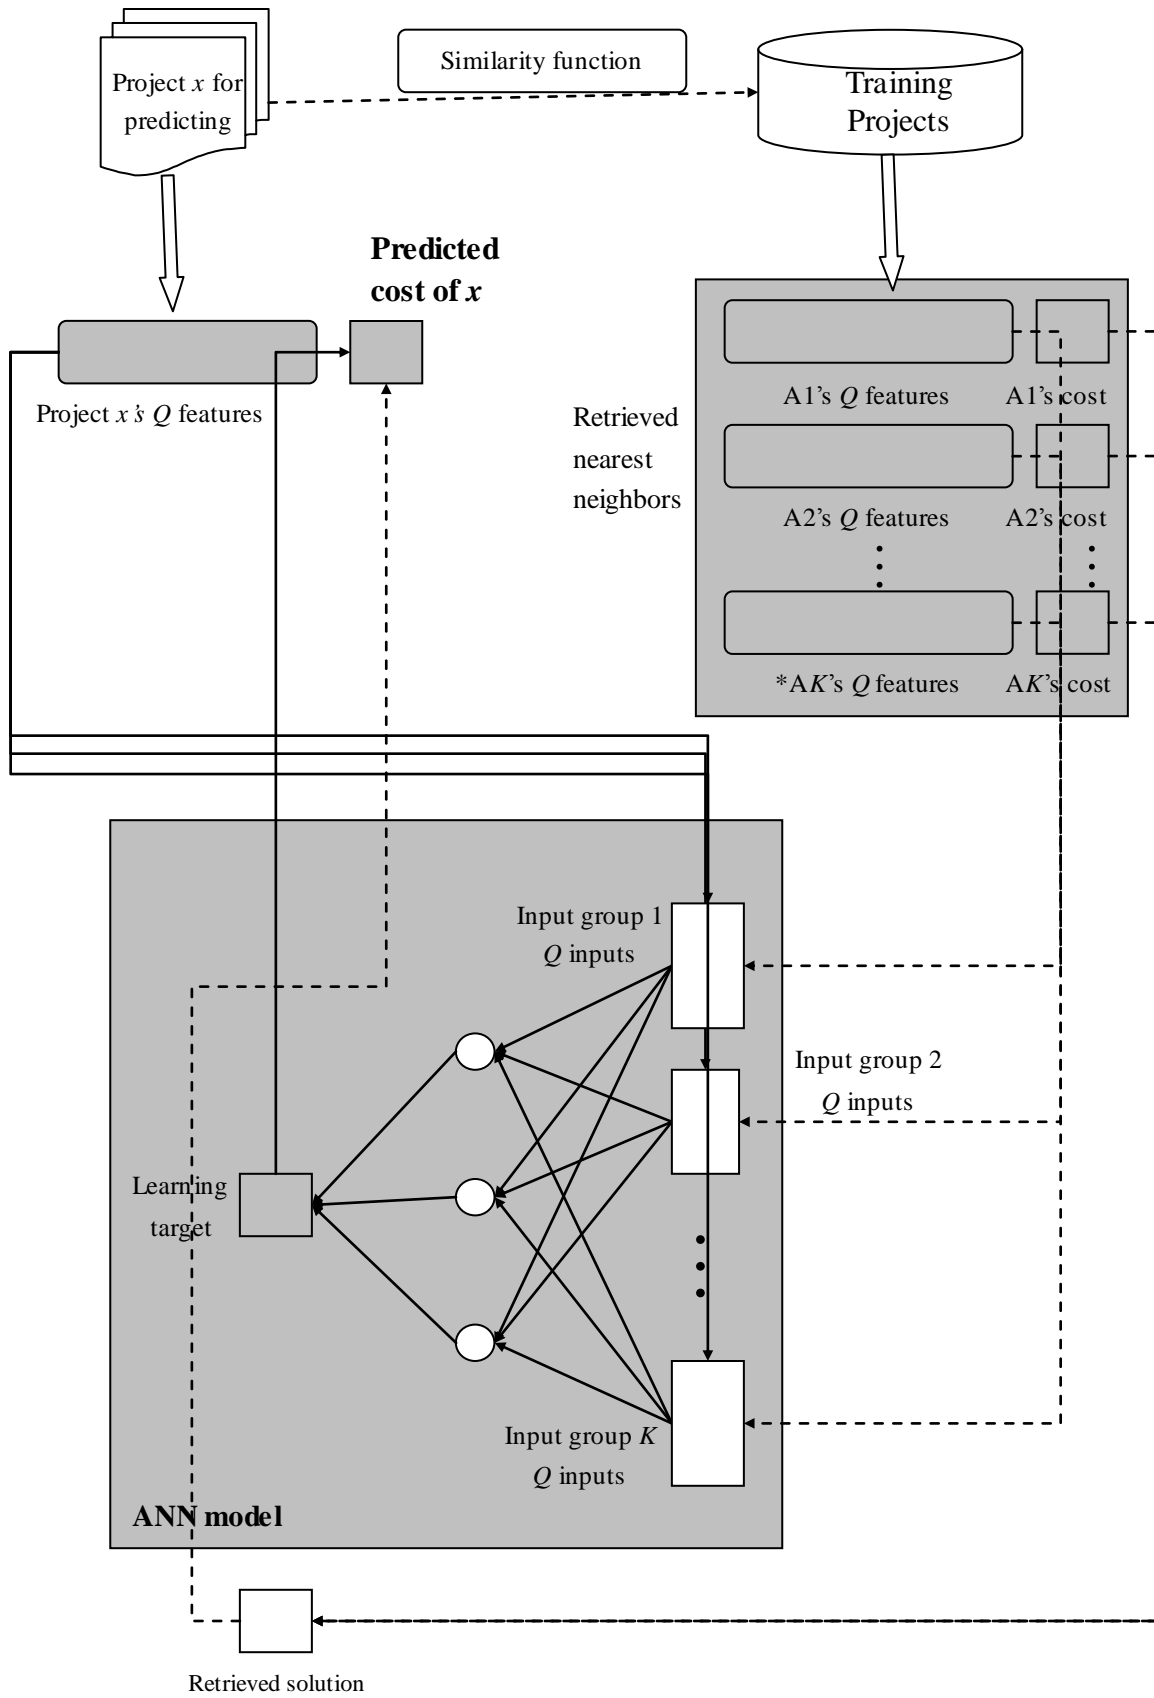 Project x for
predicting
Similarity function
Training
Projects
Predicted
cost of x
Project x’s Q features
Retrieved
nearest
neighbors
A1’s Q features
A1’s cost
A2’s Q features
A2’s cost
*AK’s Q features
AK’s cost
Input group 1
Q inputs
Input group 2
Q inputs
Learning
target
Input group K
Q inputs
ANN model
Retrieved solution